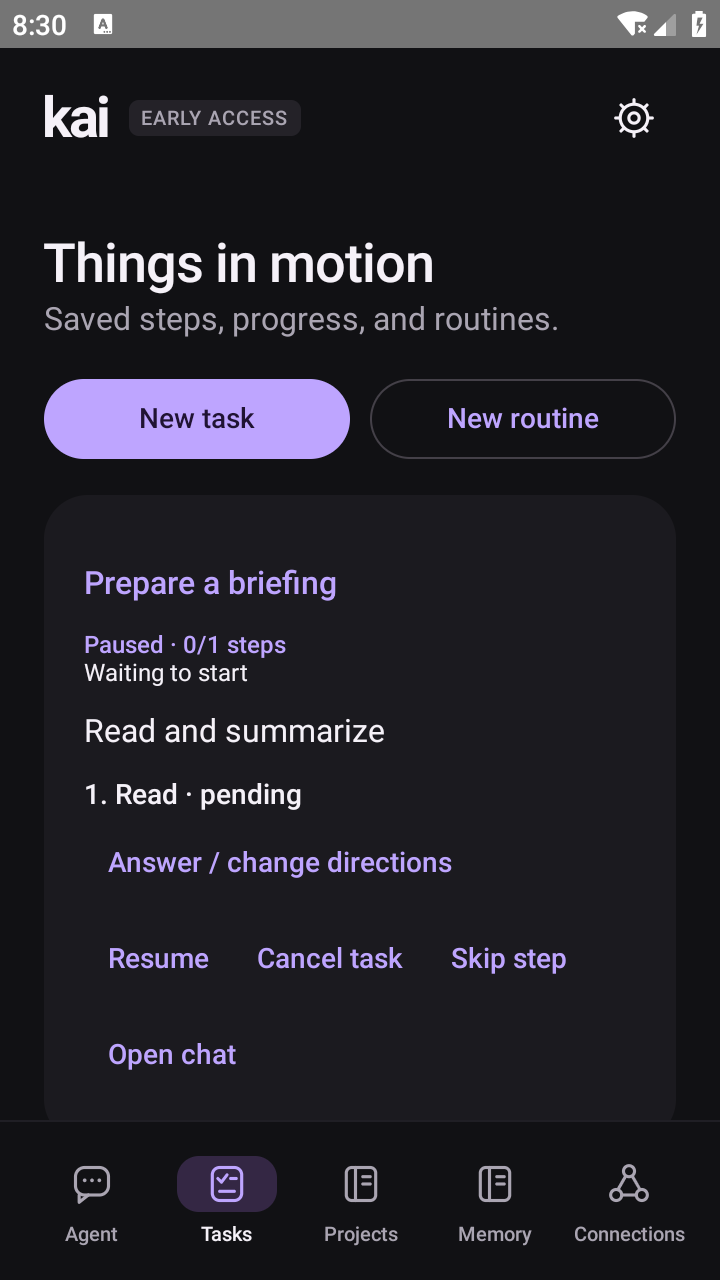 8:30
A
kai EARLY ACCESS
Things in motion
Saved steps, progress, and routines.
New task New routine
Prepare a briefing
Paused · 0/1 steps
Waiting to start
Read and summarize
1. Read · pending
Answer / change directions
Resume Cancel task Skip step
Open chat
Agent Tasks Projects Memory Connections